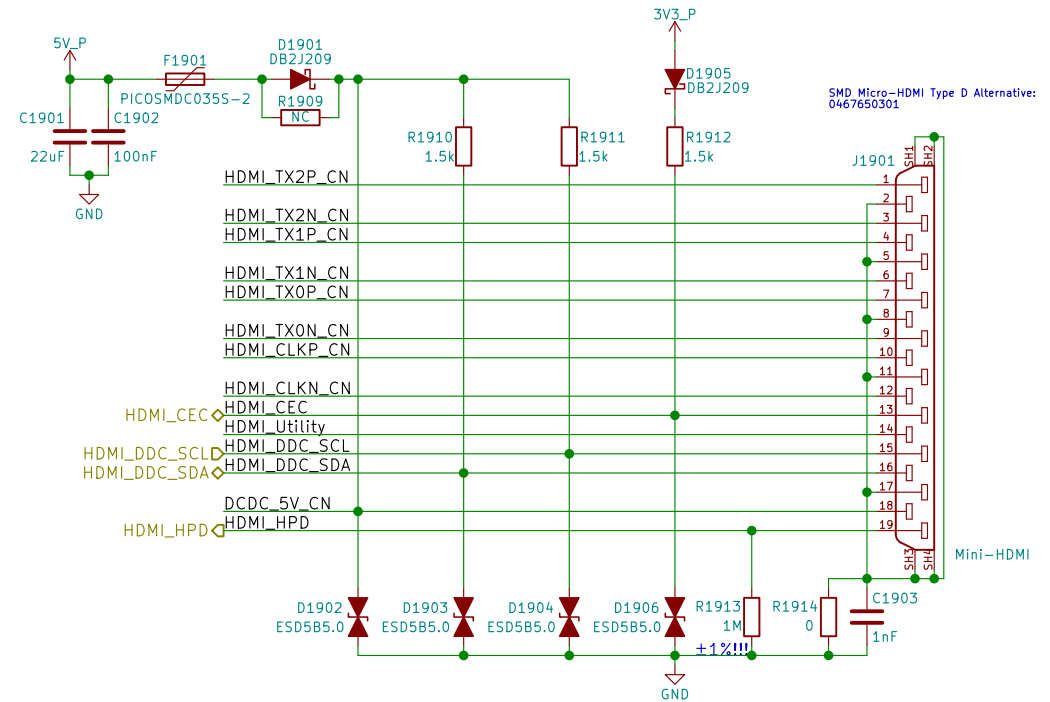 3V3_P
5V_P
D1901
DB2J209
F1901
D1905
DB2J209
PICOSMDC035S-2
R1909
NC
SMD Micro-HDMI Type D Alternative:
0467650301
C1901
C1902
22uF
100nF
R1910
1.5k
R1911
1.5k
R1912
1.5k
GND
J1901
SH1
SH2
HDMI_TX2P_CN
1
2
HDMI_TX2N_CN
3
HDMI_TX1P_CN
4
5
HDMI_TX1N_CN
6
HDMI_TX0P_CN
7
8
HDMI_TX0N_CN
9
HDMI_CLKP_CN
10
11
HDMI_CLKN_CN
12
HDMI_CEC
HDMI_CEC
13
HDMI_Utility
14
HDMI_DDC_SCL
HDMI_DDC_SCL
15
HDMI_DDC_SDA
HDMI_DDC_SDA
16
17
DCDC_5V_CN
18
HDMI_HPD
HDMI_HPD
19
SH3
SH4
Mini-HDMI
D1902
ESD5B5.0
D1903
ESD5B5.0
D1904
ESD5B5.0
D1906
ESD5B5.0
R1913
1M
R1914
0
C1903
1nF
±1%!!!
GND